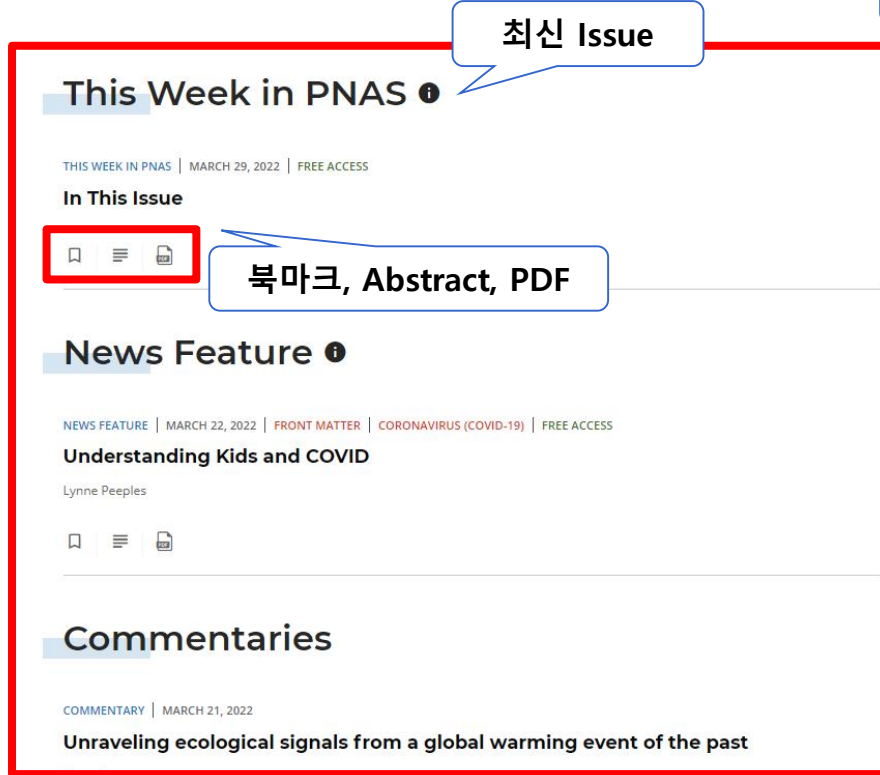 최신 Issue
This Week in PNAS
THIS WEEK IN PNAS | MARCH 29, 2022 | FREE ACCESS
In This Issue
PDF
북마크, Abstract, PDF
News Feature
NEWS FEATURE | MARCH 22, 2022 | FRONT MATTER | CORONAVIRUS (COVID-19) | FREE ACCESS
Understanding Kids and COVID
Lynne Peeples
PDF
Commentaries
COMMENTARY | MARCH 21, 2022
Unraveling ecological signals from a global warming event of the past